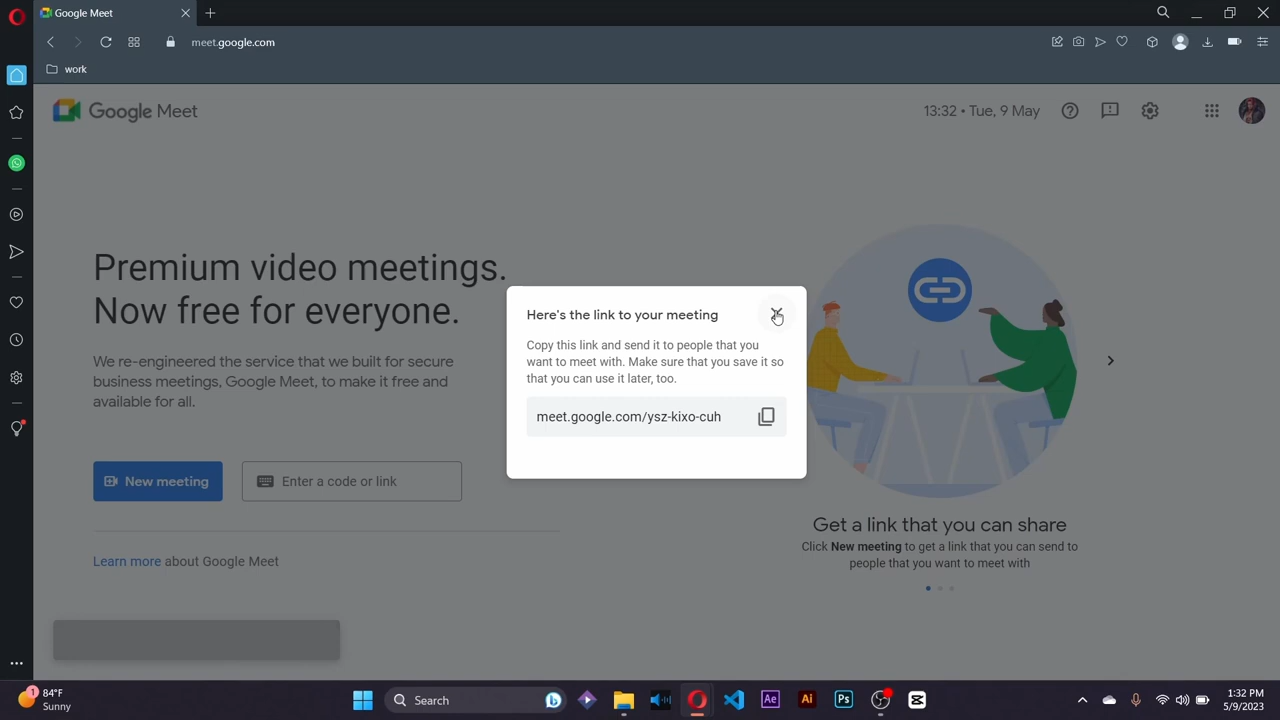 Google Meet
meet.google.com
work
Google Meet
13:32 • Tue, 9 May
Premium video meetings.
Now free for everyone.
We re-engineered the service that we built for secure
business meetings, Google Meet, to make it free and
available for all.
New meeting
Enter a code or link
Learn more about Google Meet
Here's the link to your meeting
Copy this link and send it to people that you
want to meet with. Make sure that you save it so
that you can use it later, too.
meet.google.com/ysz-kixo-cuh
Get a link that you can share
Click New meeting to get a link that you can send to
people that you want to meet with
1
84°F
Sunny
Search
Ae
Ai
Ps
1:32 PM
5/9/2023